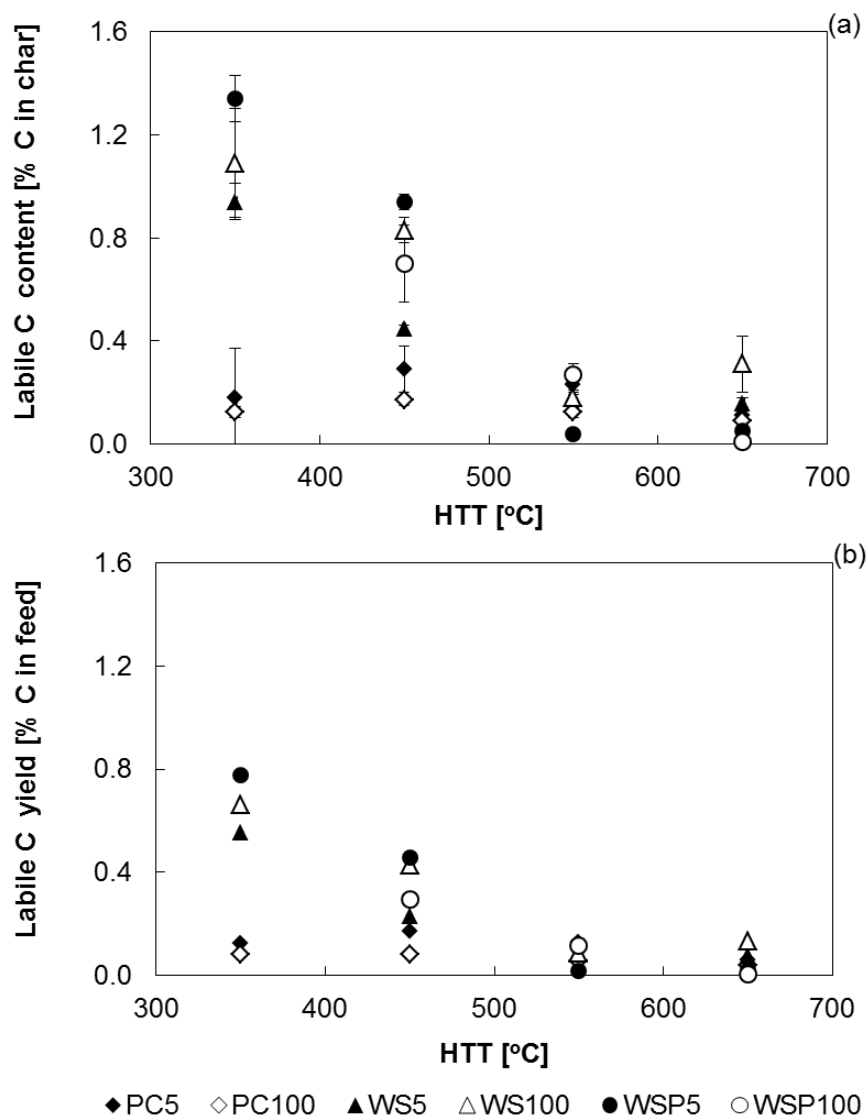 (a)
Labile C content [% C in char]
1.6
1.2
0.8
0.4
0.0
300 400 500 600 700
HTT [ºC]
(b)
Labile C yield [% C in feed]
1.6
1.2
0.8
0.4
0.0
300 400 500 600 700
HTT [ºC]
◆PC5 ◇PC100 ▲WS5 △WS100 ●WSP5 ○WSP100